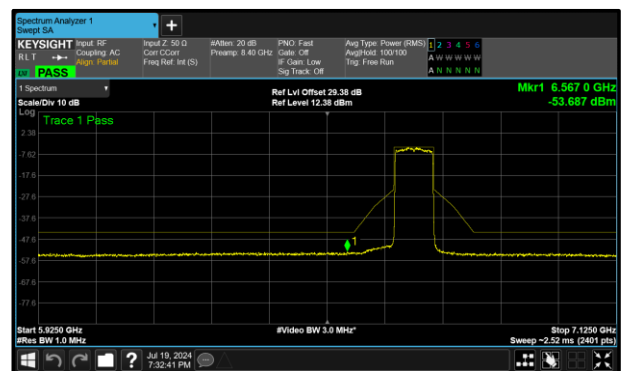 Spectrum Analyzer 1
Swept SA
+
KEYSIGHT
RLT
LM PASS
Input: RF
Coupling: AC
Align: Partial
Input Z: 50 Ω
Corr CCorr
Freq Ref: Int (S)
#Atten: 20 dB
Preamp: 8.40 GHz
PNO: Fast
Gate: Off
IF Gain: Low
Sig Track: Off
Avg Type: Power (RMS)
Avg|Hold: 100/100
Trig: Free Run
1 2 3 4 5 6
A W W W W W
A N N N N N
1 Spectrum
Scale/Div 10 dB
Ref Lvl Offset 29.38 dB
Ref Level 12.38 dBm
Mkr1 6.567 0 GHz
-53.687 dBm
Log
Trace 1 Pass
2.38
-7.62
-17.6
-27.6
-37.6
-47.6
-57.6
-67.6
-77.6
1
Start 5.9250 GHz
#Res BW 1.0 MHz
#Video BW 3.0 MHz*
Stop 7.1250 GHz
Sweep ~2.52 ms (2401 pts)
?
Jul 19, 2024
7:32:41 PM